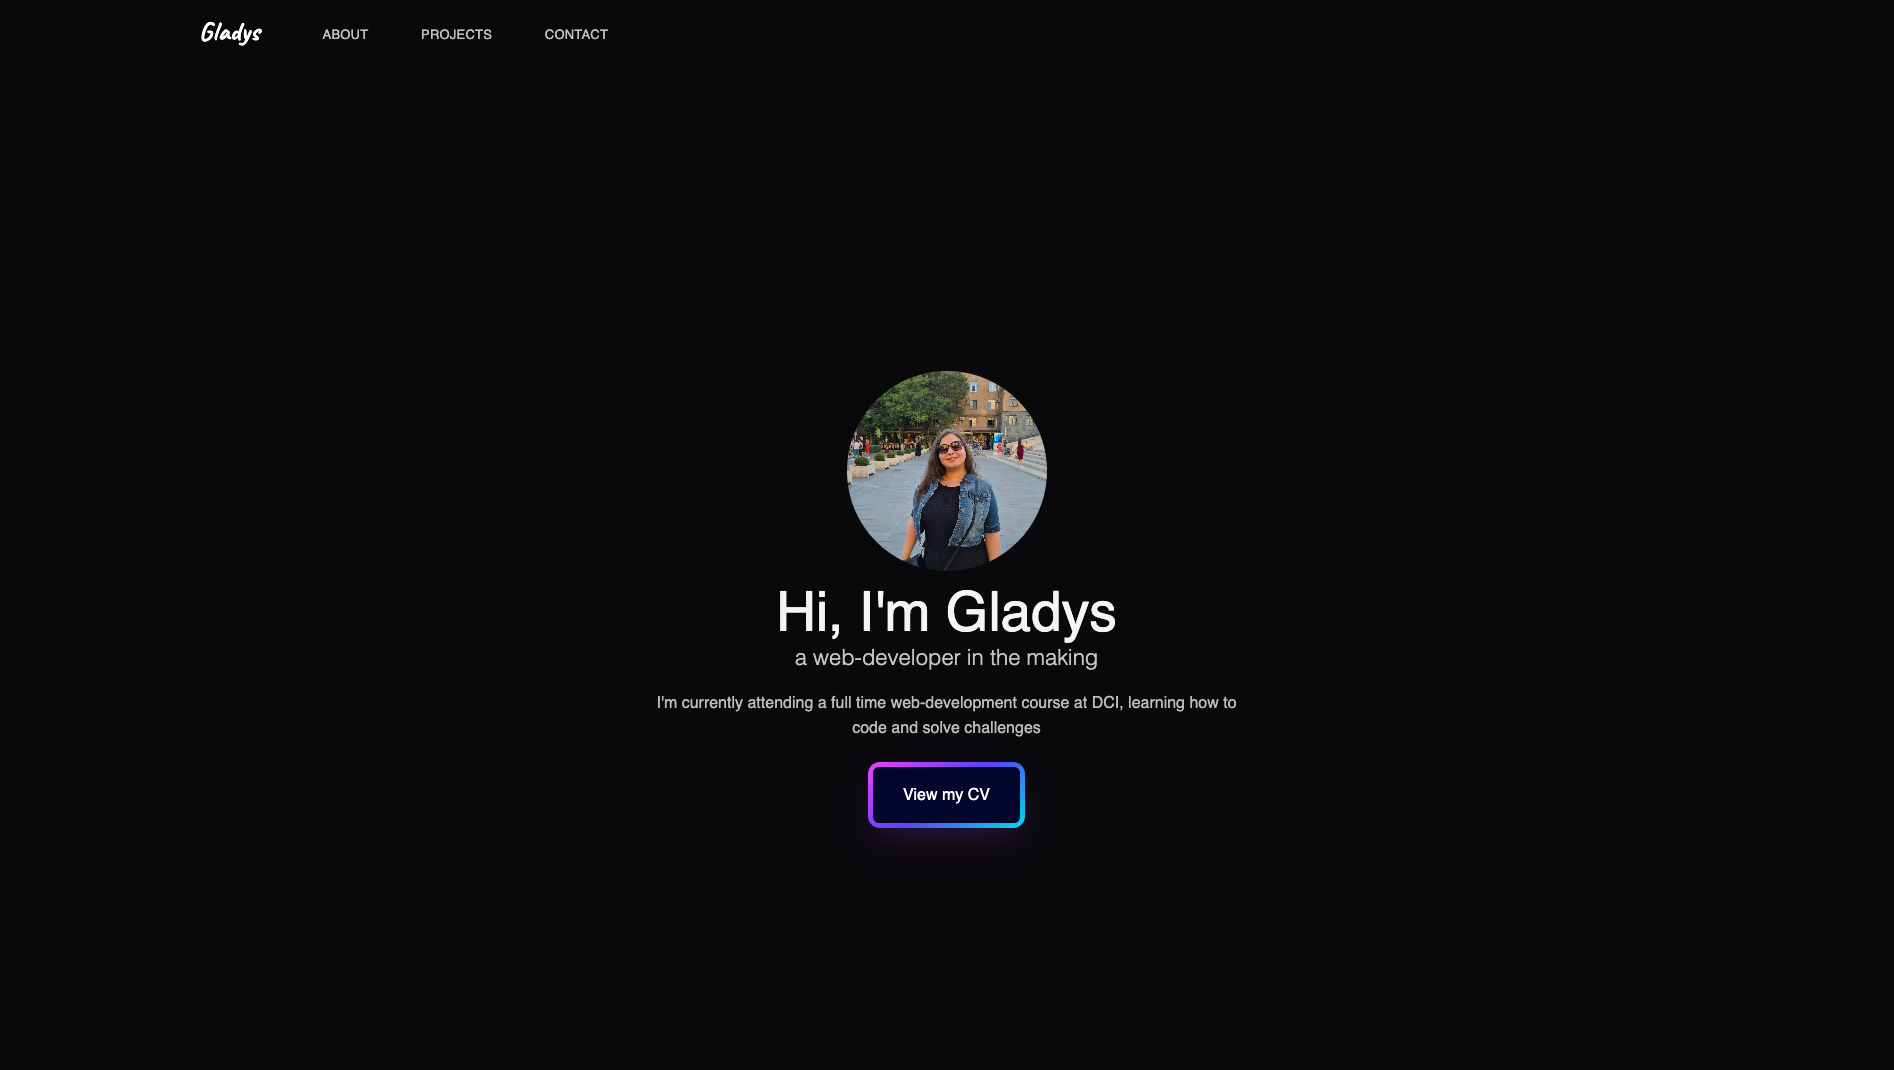 Gladys ABOUT PROJECTS CONTACT
Hi, I'm Gladys
a web-developer in the making
I'm currently attending a full time web-development course at DCI, learning how to
code and solve challenges
View my CV